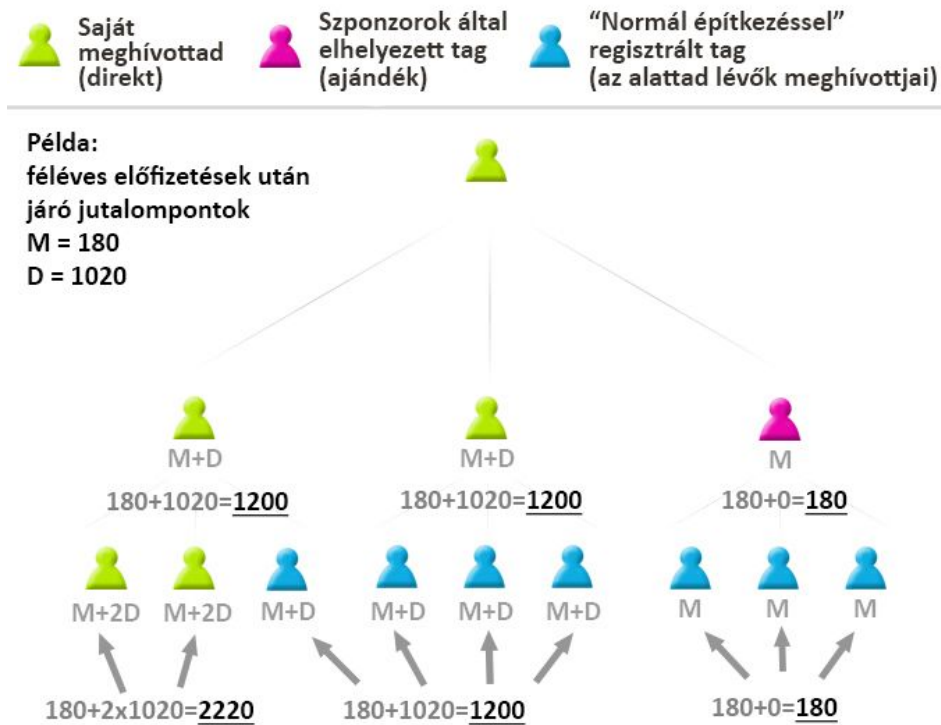 Saját
meghívottad
(direkt)
Szponzorok által
elhelyezett tag
(ajándék)
“Normál építkezéssel”
regisztrált tag
(az alattad lévők meghívottjai)
Példa:
féléves előfizetések után
járó jutalompontok
M = 180
D = 1020
M+D
M+D
M
180+1020=1200
180+1020=1200
180+0=180
M+2D
M+2D
M+D
M+D
M+D
M+D
M
M
M
180+2x1020=2220
180+1020=1200
180+0=180